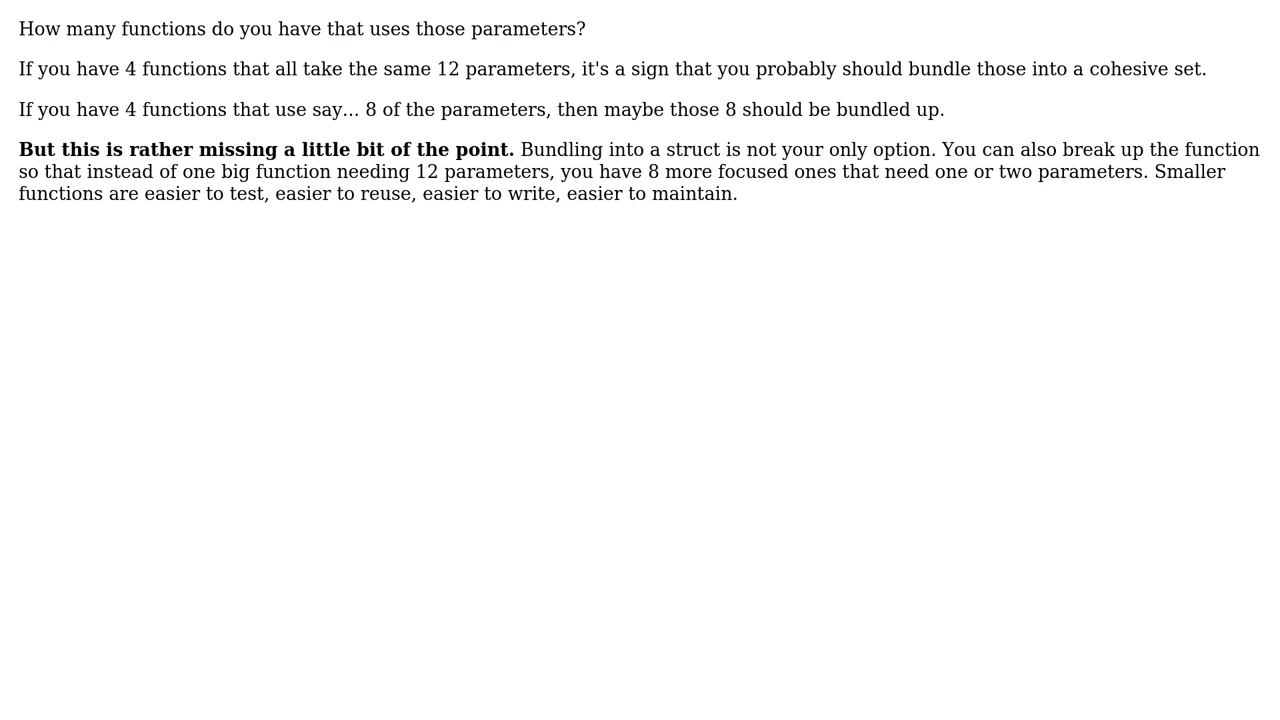 How many functions do you have that uses those parameters?
If you have 4 functions that all take the same 12 parameters, it's a sign that you probably should bundle those into a cohesive set.
If you have 4 functions that use say... 8 of the parameters, then maybe those 8 should be bundled up.
But this is rather missing a little bit of the point. Bundling into a struct is not your only option. You can also break up the function
so that instead of one big function needing 12 parameters, you have 8 more focused ones that need one or two parameters. Smaller
functions are easier to test, easier to reuse, easier to write, easier to maintain.